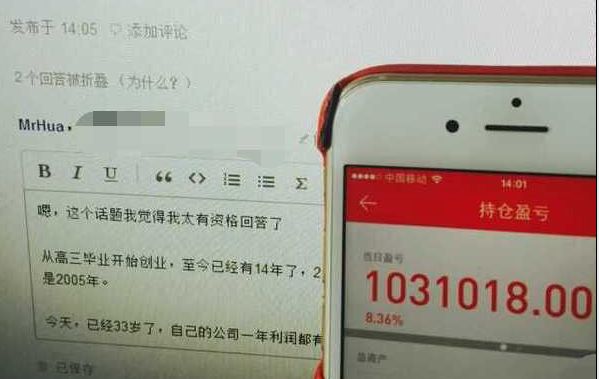 发布于 14:05 添加评论
2 个回答被折叠 (为什么?)
MrHua,
B I U “ <> Σ
嗯，这个话题我觉得我太有资格回答了
从高三毕业开始创业，至今已经有14年了，2
是2005年。
今天，已经33岁了，自己的公司一年利润都有
已保存
中国移动
14:01
← 持仓盈亏
当日盈亏
1031018.00
8.36%
总资产